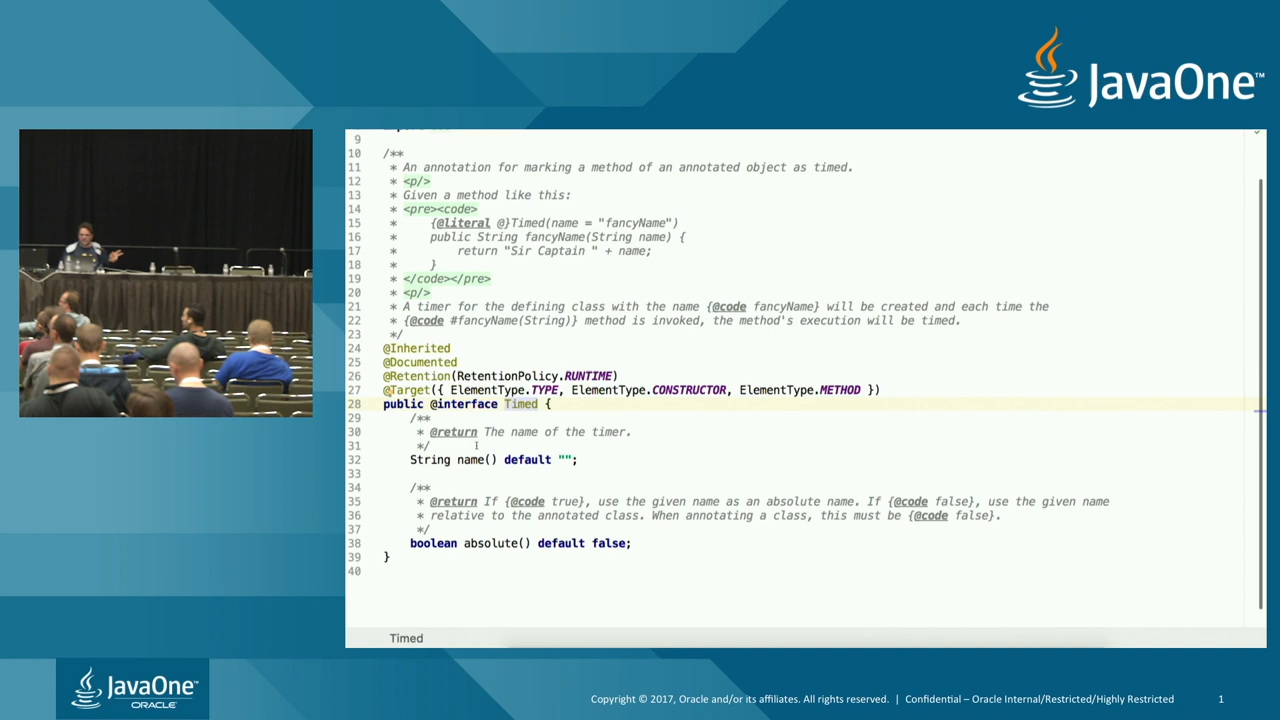 JavaOne™
9
10 /**
11 * An annotation for marking a method of an annotated object as timed.
12 * <p/>
13 * Given a method like this:
14 * <pre><code>
15 * {@literal @}Timed(name = "fancyName")
16 * public String fancyName(String name) {
17 * return "Sir Captain " + name;
18 * }
19 * </code></pre>
20 * <p/>
21 * A timer for the defining class with the name {@code fancyName} will be created and each time the
22 * {@code #fancyName(String)} method is invoked, the method's execution will be timed.
23 */
24 @Inherited
25 @Documented
26 @Retention(RetentionPolicy.RUNTIME)
27 @Target({ ElementType.TYPE, ElementType.CONSTRUCTOR, ElementType.METHOD })
28 public @interface Timed {
29 /**
30 * @return The name of the timer.
31 */
32 String name() default "";
33
34 /**
35 * @return If {@code true}, use the given name as an absolute name. If {@code false}, use the given name
36 * relative to the annotated class. When annotating a class, this must be {@code false}.
37 */
38 boolean absolute() default false;
39 }
40
Timed
JavaOne™
ORACLE
Copyright © 2017, Oracle and/or its affiliates. All rights reserved. | Confidential – Oracle Internal/Restricted/Highly Restricted 1